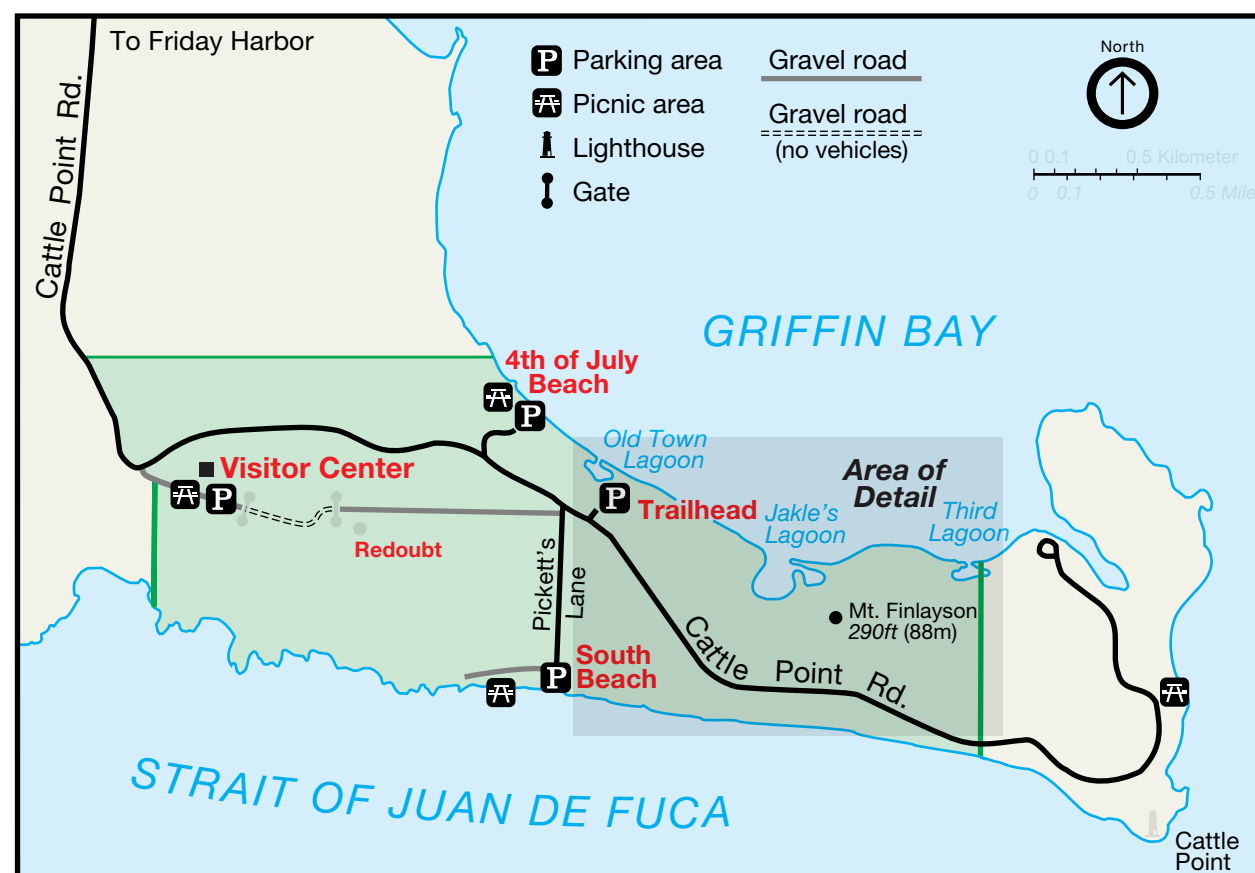 To Friday Harbor
Cattle Point Rd.
P Parking area
Picnic area
Lighthouse
Gate
Gravel road
Gravel road
(no vehicles)
North
0 0.1 0.5 Kilometer
0 0.1 0.5 Mile
GRIFFIN BAY
4th of July
Beach
P
Old Town
Lagoon
Area of
Detail
Visitor Center
P
P
Trailhead
Jakle's
Lagoon
Third
Lagoon
Redoubt
Pickett's
Lane
Mt. Finlayson
290ft (88m)
South
Beach
P
Cattle Point Rd.
STRAIT OF JUAN DE FUCA
Cattle
Point